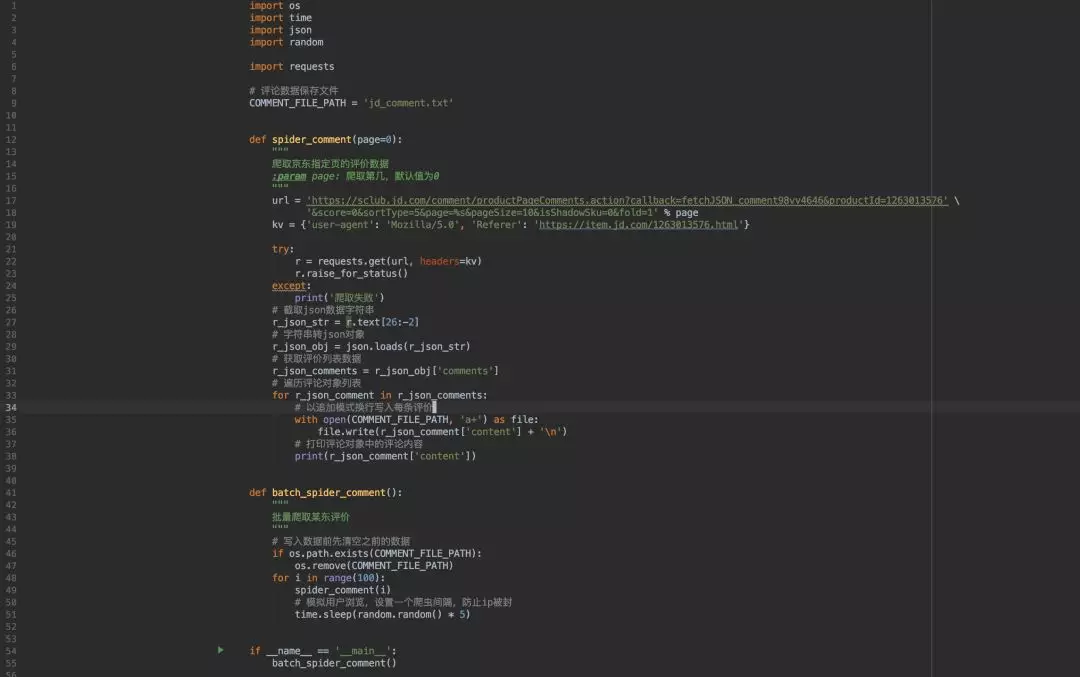 1 import os
2 import time
3 import json
4 import random
5
6 import requests
7
8 # 评论数据保存文件
9 COMMENT_FILE_PATH = 'jd_comment.txt'
10
11
12 def spider_comment(page=0):
13 """
14 爬取京东指定页的评价数据
15 :param page: 爬取第几，默认值为0
16 """
17 url = 'https://sclub.jd.com/comment/productPageComments.action?callback=fetchJSON_comment98vv4646&productId=1263013576' \
18 '&score=0&sortType=5&page=%s&pageSize=10&isShadowSku=0&fold=1' % page
19 kv = {'user-agent': 'Mozilla/5.0', 'Referer': 'https://item.jd.com/1263013576.html'}
20
21 try:
22 r = requests.get(url, headers=kv)
23 r.raise_for_status()
24 except:
25 print('爬取失败')
26 # 截取json数据字符串
27 r_json_str = r.text[26:-2]
28 # 字符串转json对象
29 r_json_obj = json.loads(r_json_str)
30 # 获取评价列表数据
31 r_json_comments = r_json_obj['comments']
32 # 遍历评论对象列表
33 for r_json_comment in r_json_comments:
34 # 以追加模式换行写入每条评价
35 with open(COMMENT_FILE_PATH, 'a+') as file:
36 file.write(r_json_comment['content'] + '\n')
37 # 打印评论对象中的评论内容
38 print(r_json_comment['content'])
39
40
41 def batch_spider_comment():
42 """
43 批量爬取某东评价
44 """
45 # 写入数据前先清空之前的数据
46 if os.path.exists(COMMENT_FILE_PATH):
47 os.remove(COMMENT_FILE_PATH)
48 for i in range(100):
49 spider_comment(i)
50 # 模拟用户浏览，设置一个爬虫间隔，防止ip被封
51 time.sleep(random.random() * 5)
52
53
54 if __name__ == '__main__':
55 batch_spider_comment()
56